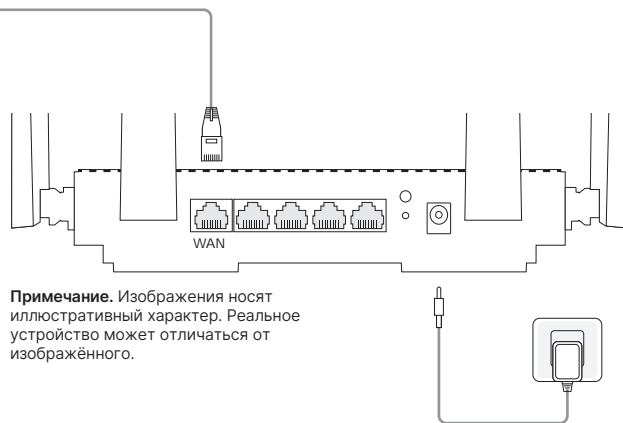 WAN
Примечание. Изображения носят
иллюстративный характер. Реальное
устройство может отличаться от
изображённого.